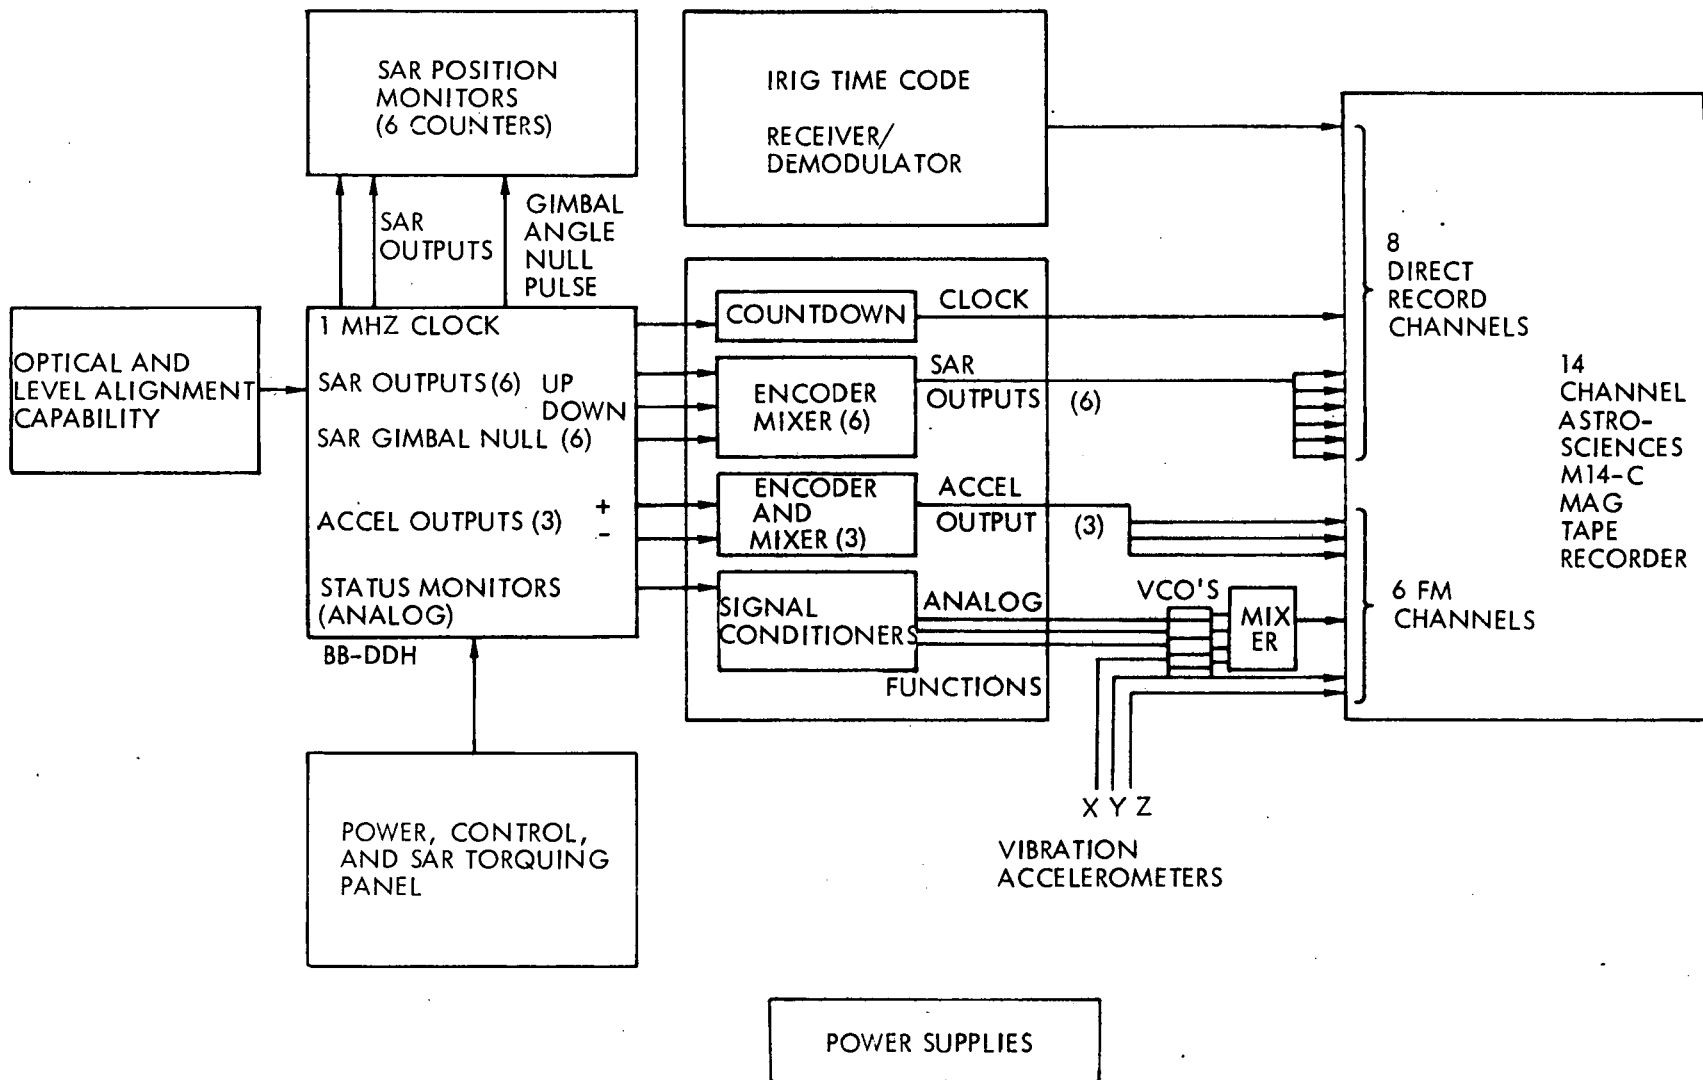 SAR POSITION
MONITORS
(6 COUNTERS)
IRIG TIME CODE
RECEIVER/
DEMODULATOR
SAR
OUTPUTS
GIMBAL
ANGLE
NULL
PULSE
OPTICAL AND
LEVEL ALIGNMENT
CAPABILITY
1 MHZ CLOCK
SAR OUTPUTS (6) UP
DOWN
SAR GIMBAL NULL (6)
ACCEL OUTPUTS (3) +
-
STATUS MONITORS
(ANALOG)
BB-DDH
COUNTDOWN
CLOCK
ENCODER
MIXER (6)
SAR
OUTPUTS (6)
ENCODER
AND
MIXER (3)
ACCEL
OUTPUT (3)
SIGNAL
CONDITIONERS
ANALOG
FUNCTIONS
VCO'S
MIX
ER
8
DIRECT
RECORD
CHANNELS
6 FM
CHANNELS
14
CHANNEL
ASTRO-
SCIENCES
M14-C
MAG
TAPE
RECORDER
X Y Z
VIBRATION
ACCELEROMETERS
POWER, CONTROL,
AND SAR TORQUING
PANEL
POWER SUPPLIES